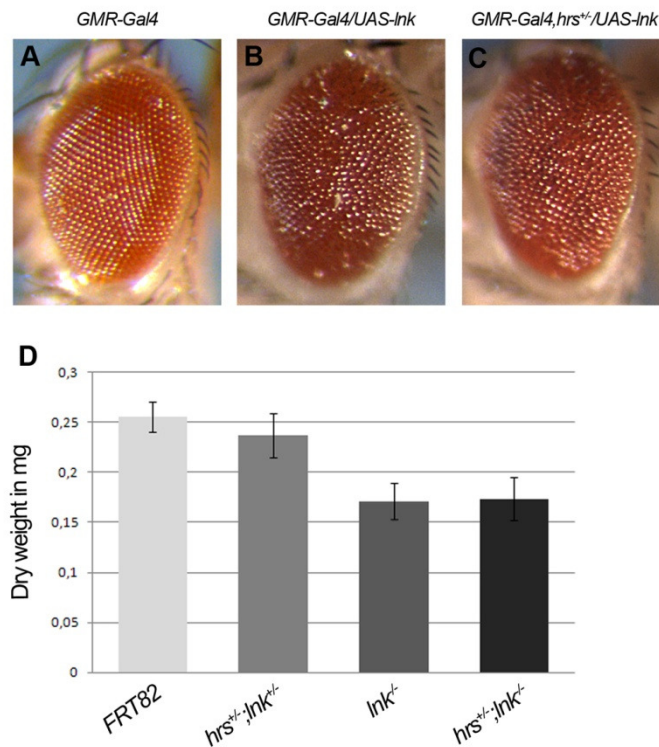 GMR-Gal4 GMR-Gal4/UAS-lnk GMR-Gal4,hrs+/-/UAS-lnk
A B C
D
Dry weight in mg
0,3
0,25
0,2
0,15
0,1
0,05
0
FRT82 hrs+/-;lnk+/- lnk-/- hrs+/-;lnk-/-